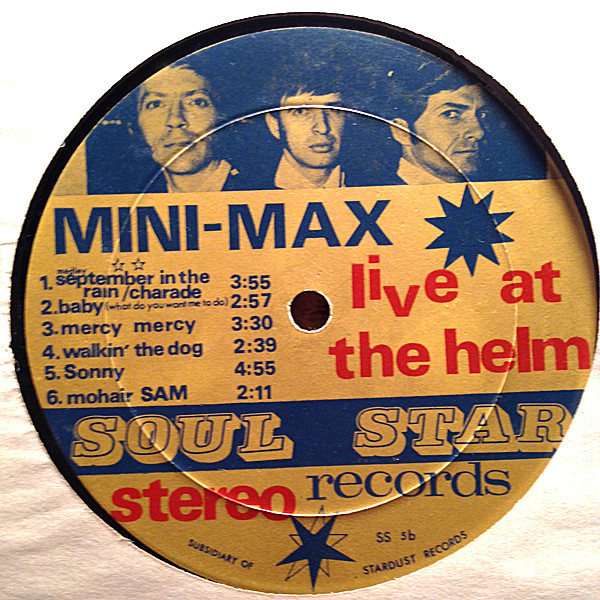 MINI-MAX
medley
1. september in the
rain/charade 3:55
2. baby (what do you want me to do) 2:57
3. mercy mercy 3:30
4. walkin' the dog 2:39
5. Sonny 4:55
6. mohair SAM 2:11
live at
the helm
SOUL STAR
stereo records
SS 5b
SUBSIDIARY OF STARDUST RECORDS